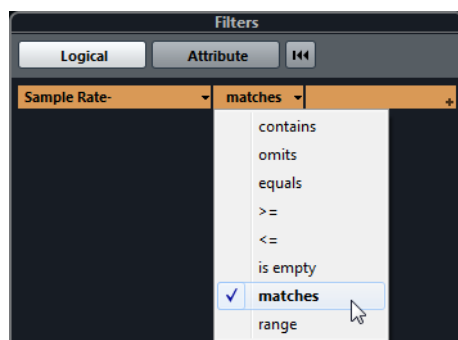 Filters
Logical Attribute
Sample Rate- matches +
contains
omits
equals
>=
<=
is empty
✓ matches
range